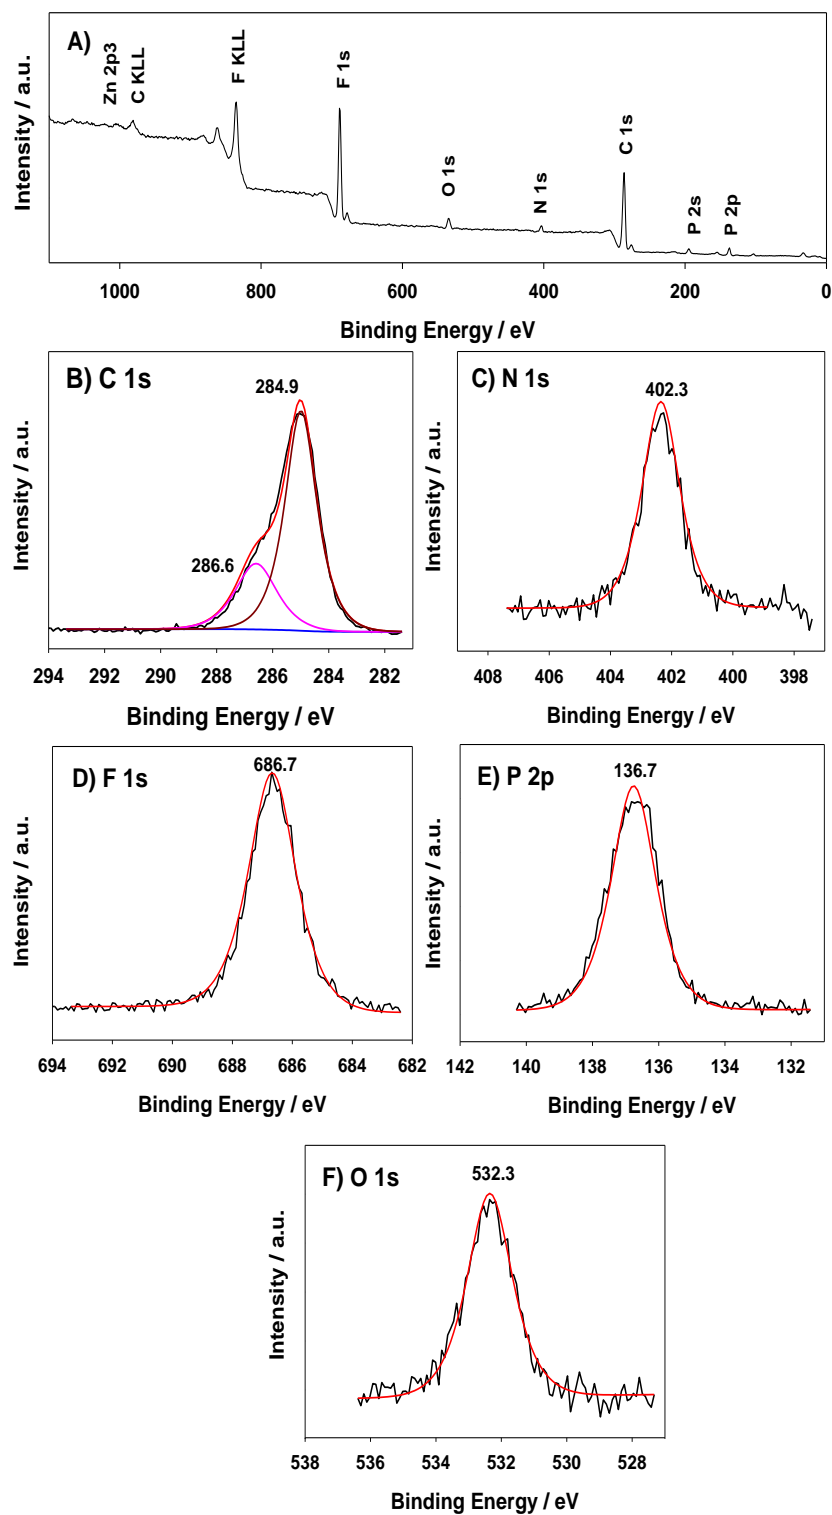 A)
Zn 2p3
C KLL
F KLL
F 1s
O 1s
N 1s
C 1s
P 2s
P 2p
Intensity / a.u.
1000 800 600 400 200 0
Binding Energy / eV
B) C 1s
284.9
286.6
Intensity / a.u.
294 292 290 288 286 284 282
Binding Energy / eV
C) N 1s
402.3
Intensity / a.u.
408 406 404 402 400 398
Binding Energy / eV
D) F 1s
686.7
Intensity / a.u.
694 692 690 688 686 684 682
Binding Energy / eV
E) P 2p
136.7
Intensity / a.u.
142 140 138 136 134 132
Binding Energy / eV
F) O 1s
532.3
Intensity / a.u.
538 536 534 532 530 528
Binding Energy / eV